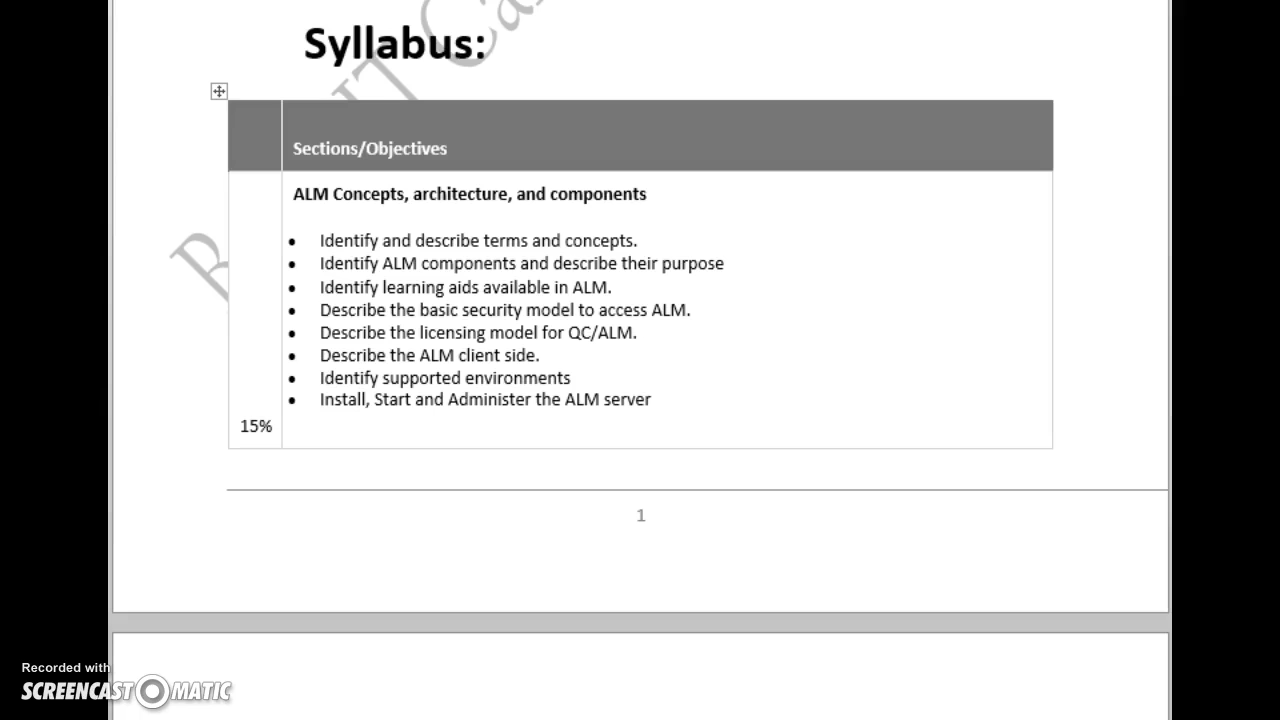 Syllabus:
Sections/Objectives
ALM Concepts, architecture, and components
• Identify and describe terms and concepts.
• Identify ALM components and describe their purpose
• Identify learning aids available in ALM.
• Describe the basic security model to access ALM.
• Describe the licensing model for QC/ALM.
• Describe the ALM client side.
• Identify supported environments
• Install, Start and Administer the ALM server
15%
1
Recorded with
SCREENCAST MATIC